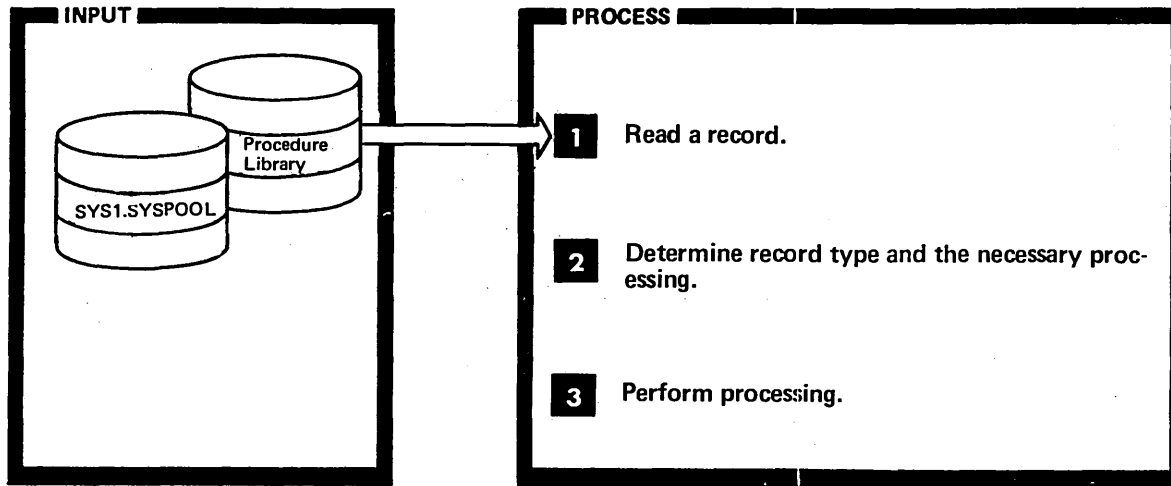 INPUT
Procedure
Library
SYS1.SYSPOOL
PROCESS
1 Read a record.
2 Determine record type and the necessary proc-
essing.
3 Perform processing.